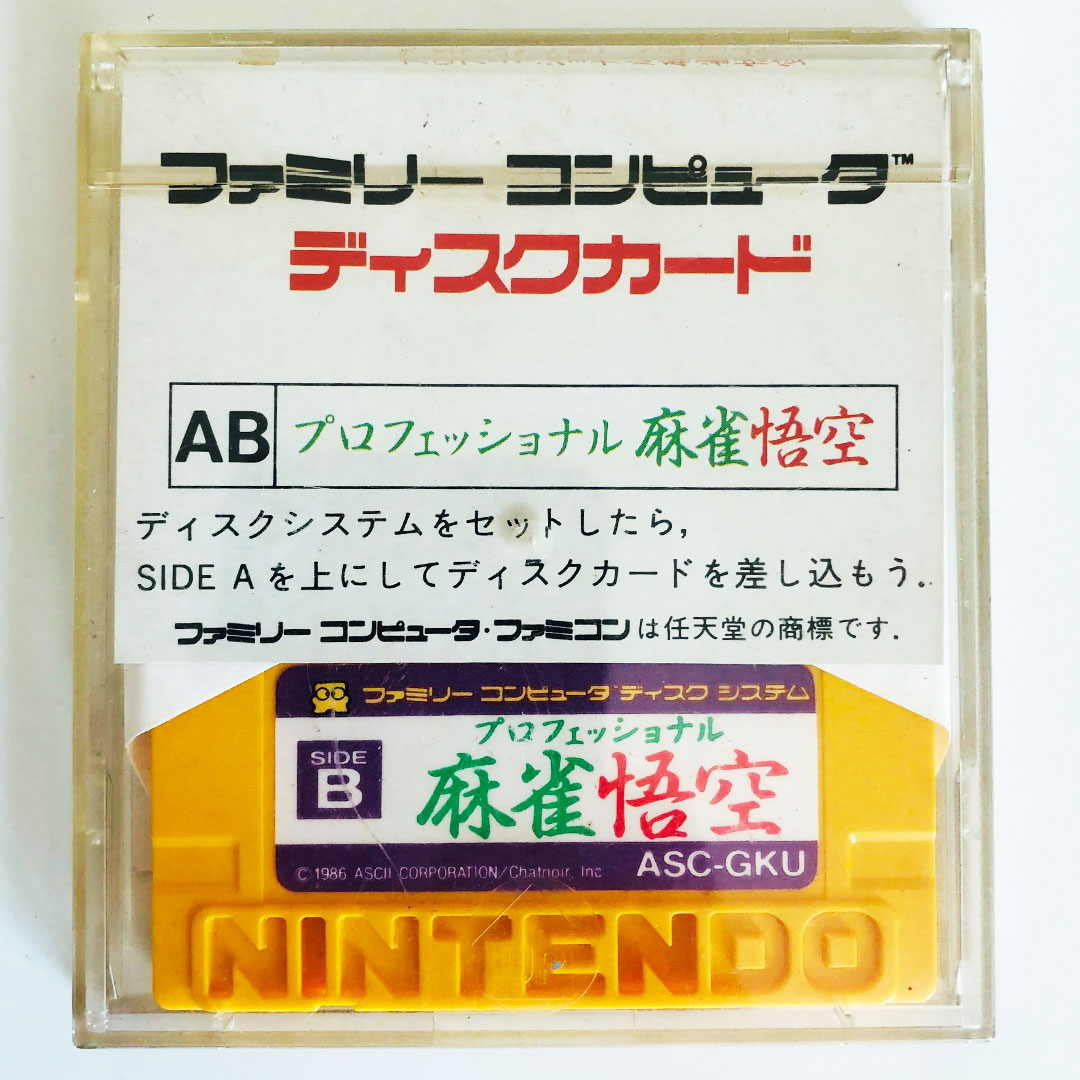 ファミリー コンピュータ™
ディスクカード
AB プロフェッショナル 麻雀悟空
ディスクシステムをセットしたら,
SIDE A を上にしてディスクカードを差し込もう。
ファミリー コンピュータ・ファミコンは任天堂の商標です.
ファミリー コンピュータ ディスク システム
プロフェッショナル
SIDE B
麻雀悟空
©1986 ASCII CORPORATION/Chatnoir, Inc
ASC-GKU
NINTENDO